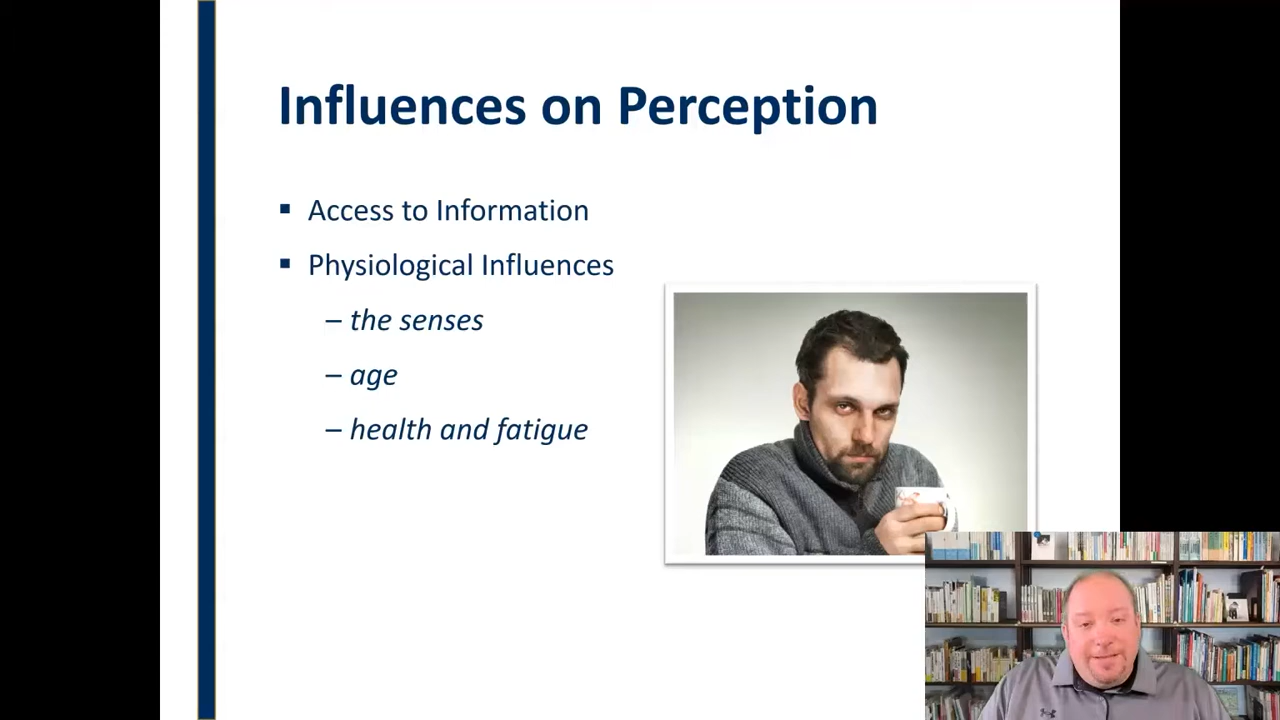 Influences on Perception
▪ Access to Information
▪ Physiological Influences
– the senses
– age
– health and fatigue